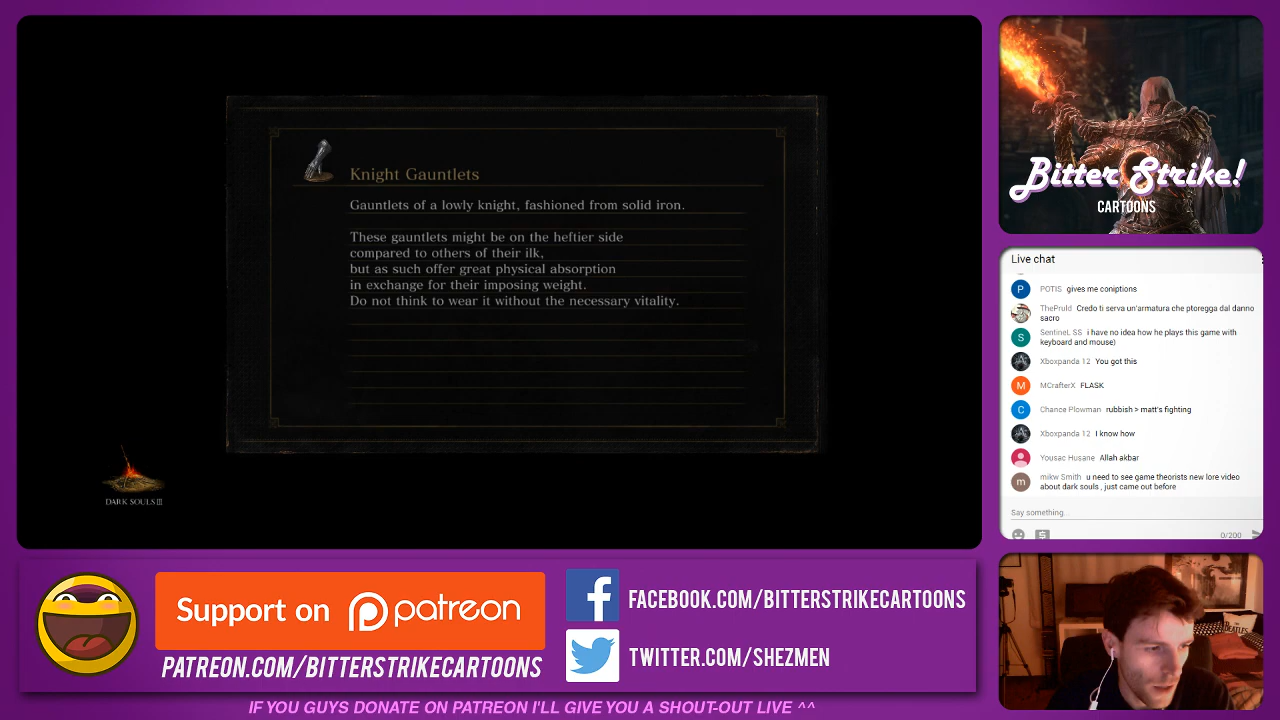 Knight Gauntlets
Gauntlets of a lowly knight, fashioned from solid iron.
These gauntlets might be on the heftier side
compared to others of their ilk,
but as such offer great physical absorption
in exchange for their imposing weight.
Do not think to wear it without the necessary vitality.
DARK SOULS III
Bitter Strike!
CARTOONS
Live chat
P POTIS gives me coniptions
ThePruld Credo ti serva un'armatura che ptoregga dal danno
sacro
S SentineL SS i have no idea how he plays this game with
keyboard and mouse)
Xboxpanda 12 You got this
M MCrafterX FLASK
C Chance Plowman rubbish > matt's fighting
Xboxpanda 12 I know how
Yousac Husane Allah akbar
m mikw Smith u need to see game theorists new lore video
about dark souls , just came out before
Say something...
0/200
Support on patreon
PATREON.COM/BITTERSTRIKECARTOONS
f FACEBOOK.COM/BITTERSTRIKECARTOONS
TWITTER.COM/SHEZMEN
IF YOU GUYS DONATE ON PATREON I'LL GIVE YOU A SHOUT-OUT LIVE ^^